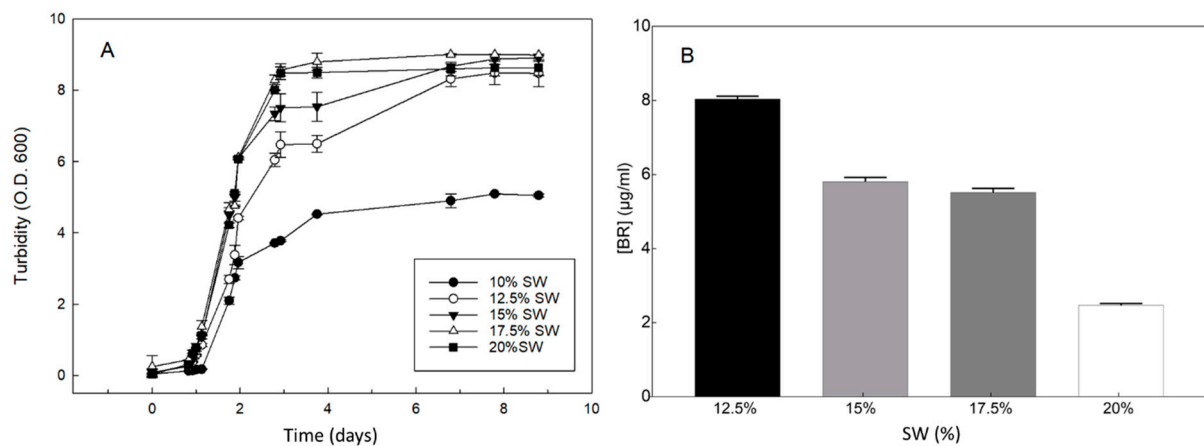 A
Turbidity (O.D. 600)
10
8
6
4
2
0
0 2 4 6 8 10
Time (days)
10% SW
12.5% SW
15% SW
17.5% SW
20%SW
B
[BR] (µg/ml)
10
8
6
4
2
0
12.5% 15% 17.5% 20%
SW (%)